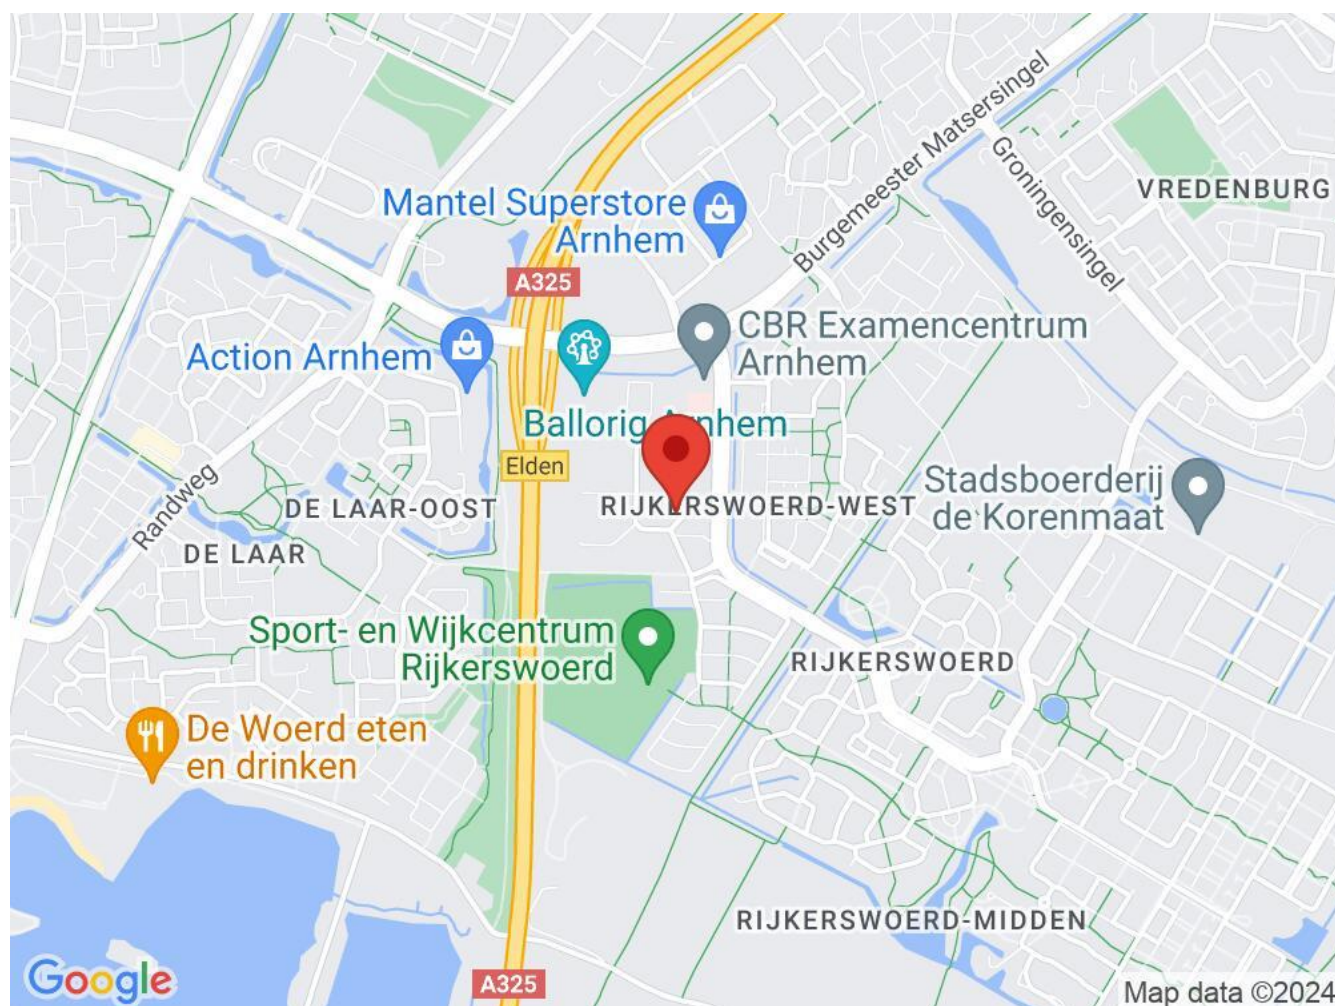 Burgemeester Matsersingel
Groningensingel
VREDENBURG
Mantel Superstore
Arnhem
A325
CBR Examencentrum
Arnhem
Action Arnhem
Ballorig Arnhem
Elden
Randweg
DE LAAR-OOST
RIJKERSWOERD-WEST
Stadsboerderij
de Korenmaat
DE LAAR
Sport- en Wijkcentrum
Rijkerswoerd
RIJKERSWOERD
De Woerd eten
en drinken
RIJKERSWOERD-MIDDEN
Google
A325
Map data ©2024